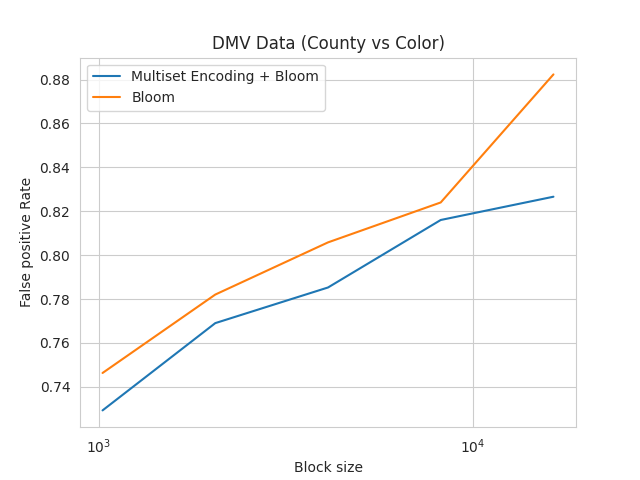 DMV Data (County vs Color)
Multiset Encoding + Bloom
Bloom
False positive Rate
0.88
0.86
0.84
0.82
0.80
0.78
0.76
0.74
10³
10⁴
Block size